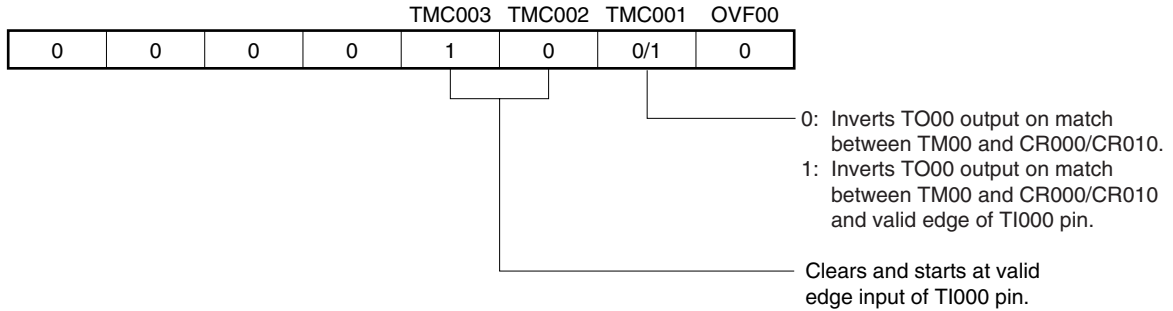 TMC003 TMC002 TMC001 OVF00
0 0 0 0 1 0 0/1 0
0: Inverts TO00 output on match
between TM00 and CR000/CR010.
1: Inverts TO00 output on match
between TM00 and CR000/CR010
and valid edge of TI000 pin.
Clears and starts at valid
edge input of TI000 pin.